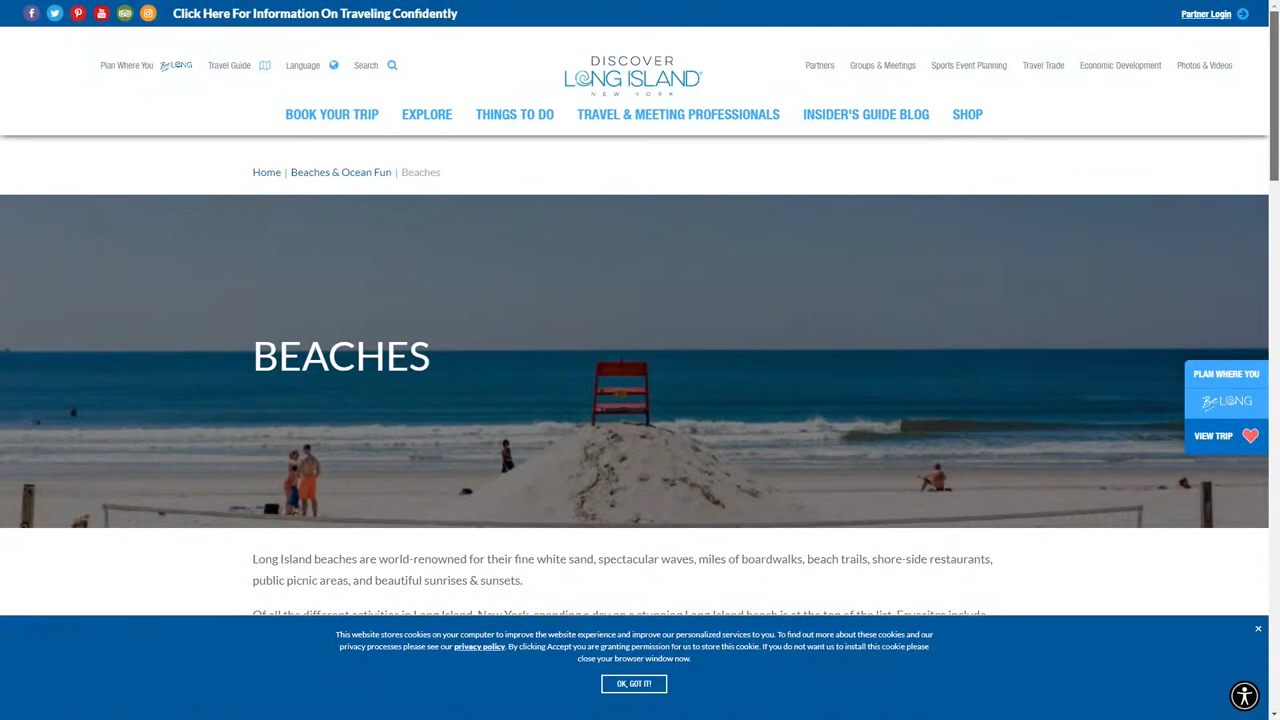 Click Here For Information On Traveling Confidently
Partner Login
Plan Where You BeLONG
Travel Guide
Language
Search
DISCOVER
LONG ISLAND
NEW YORK
Partners
Groups & Meetings
Sports Event Planning
Travel Trade
Economic Development
Photos & Videos
BOOK YOUR TRIP
EXPLORE
THINGS TO DO
TRAVEL & MEETING PROFESSIONALS
INSIDER'S GUIDE BLOG
SHOP
Home | Beaches & Ocean Fun | Beaches
BEACHES
PLAN WHERE YOU
BeLONG
VIEW TRIP
Long Island beaches are world-renowned for their fine white sand, spectacular waves, miles of boardwalks, beach trails, shore-side restaurants,
public picnic areas, and beautiful sunrises & sunsets.
Of all the different activities in Long Island, New York, spending a day on a stunning Long Island beach is at the top of the list. Favorites include
This website stores cookies on your computer to improve the website experience and improve our personalized services to you. To find out more about these cookies and our
privacy processes please see our privacy policy. By clicking Accept you are granting permission for us to store this cookie. If you do not want us to install this cookie please
close your browser window now.
OK, GOT IT!